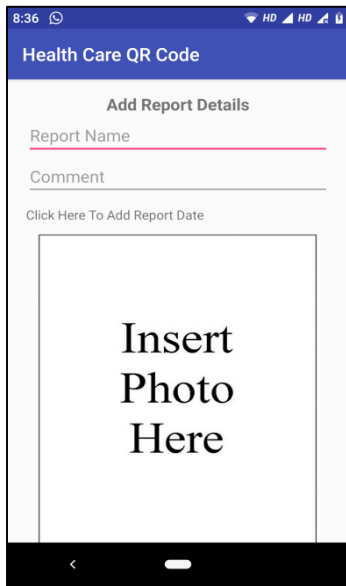 8:36 HD HD
Health Care QR Code
Add Report Details
Report Name
Comment
Click Here To Add Report Date
Insert
Photo
Here